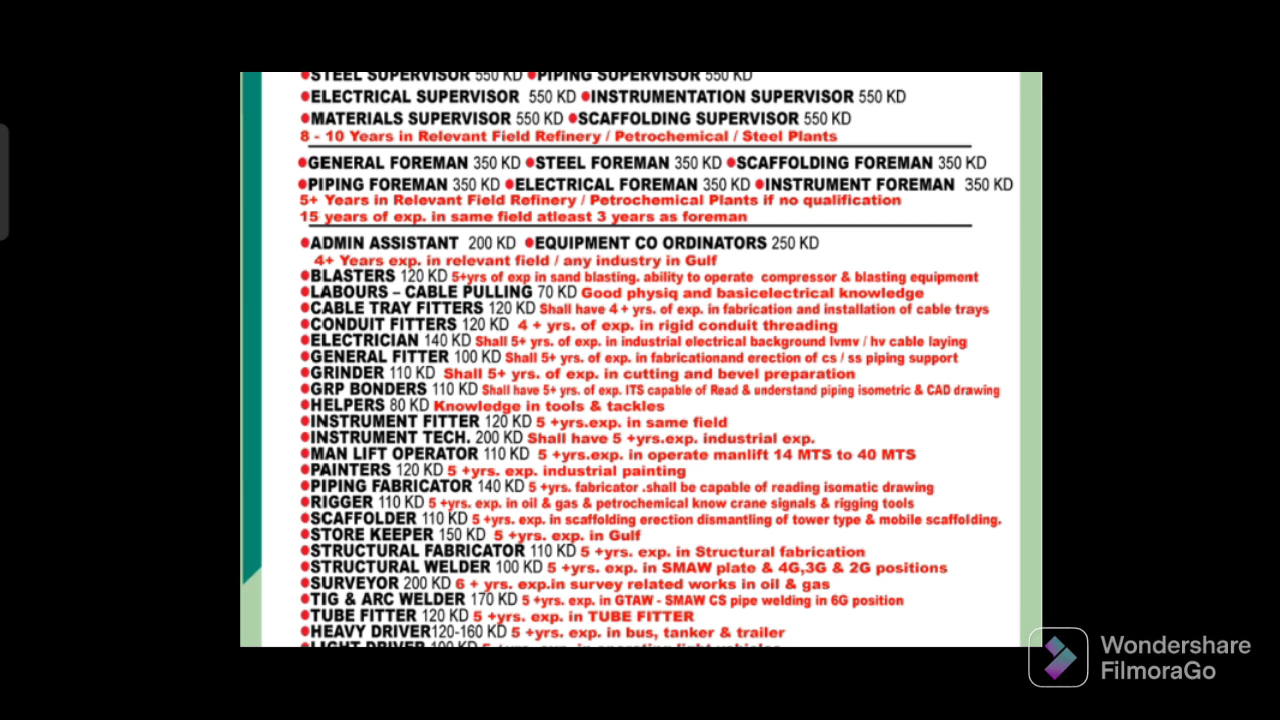 ●STEEL SUPERVISOR 550 KD ●PIPING SUPERVISOR 550 KD
●ELECTRICAL SUPERVISOR 550 KD ●INSTRUMENTATION SUPERVISOR 550 KD
●MATERIALS SUPERVISOR 550 KD ●SCAFFOLDING SUPERVISOR 550 KD
8 - 10 Years in Relevant Field Refinery / Petrochemical / Steel Plants
●GENERAL FOREMAN 350 KD ●STEEL FOREMAN 350 KD ●SCAFFOLDING FOREMAN 350 KD
●PIPING FOREMAN 350 KD ●ELECTRICAL FOREMAN 350 KD ●INSTRUMENT FOREMAN 350 KD
5+ Years in Relevant Field Refinery / Petrochemical Plants if no qualification
15 years of exp. in same field atleast 3 years as foreman
●ADMIN ASSISTANT 200 KD ●EQUIPMENT CO ORDINATORS 250 KD
4+ Years exp. in relevant field / any industry in Gulf
●BLASTERS 120 KD 5+yrs of exp in sand blasting. ability to operate compressor & blasting equipment
●LABOURS – CABLE PULLING 70 KD Good physiq and basicelectrical knowledge
●CABLE TRAY FITTERS 120 KD Shall have 4 + yrs. of exp. in fabrication and installation of cable trays
●CONDUIT FITTERS 120 KD 4 + yrs. of exp. in rigid conduit threading
●ELECTRICIAN 140 KD Shall 5+ yrs. of exp. in industrial electrical background lvmv / hv cable laying
●GENERAL FITTER 100 KD Shall 5+ yrs. of exp. in fabricationand erection of cs / ss piping support
●GRINDER 110 KD Shall 5+ yrs. of exp. in cutting and bevel preparation
●GRP BONDERS 110 KD Shall have 5+ yrs. of exp. ITS capable of Read & understand piping isometric & CAD drawing
●HELPERS 80 KD Knowledge in tools & tackles
●INSTRUMENT FITTER 120 KD 5 +yrs.exp. in same field
●INSTRUMENT TECH. 200 KD Shall have 5 +yrs.exp. industrial exp.
●MAN LIFT OPERATOR 110 KD 5 +yrs.exp. in operate manlift 14 MTS to 40 MTS
●PAINTERS 120 KD 5 +yrs. exp. industrial painting
●PIPING FABRICATOR 140 KD 5 +yrs. fabricator .shall be capable of reading isomatic drawing
●RIGGER 110 KD 5 +yrs. exp. in oil & gas & petrochemical know crane signals & rigging tools
●SCAFFOLDER 110 KD 5 +yrs. exp. in scaffolding erection dismantling of tower type & mobile scaffolding.
●STORE KEEPER 150 KD 5 +yrs. exp. in Gulf
●STRUCTURAL FABRICATOR 110 KD 5 +yrs. exp. in Structural fabrication
●STRUCTURAL WELDER 100 KD 5 +yrs. exp. in SMAW plate & 4G,3G & 2G positions
●SURVEYOR 200 KD 6 + yrs. exp.in survey related works in oil & gas
●TIG & ARC WELDER 170 KD 5 +yrs. exp. in GTAW - SMAW CS pipe welding in 6G position
●TUBE FITTER 120 KD 5 +yrs. exp. in TUBE FITTER
●HEAVY DRIVER120-160 KD 5 +yrs. exp. in bus, tanker & trailer
Wondershare
FilmoraGo